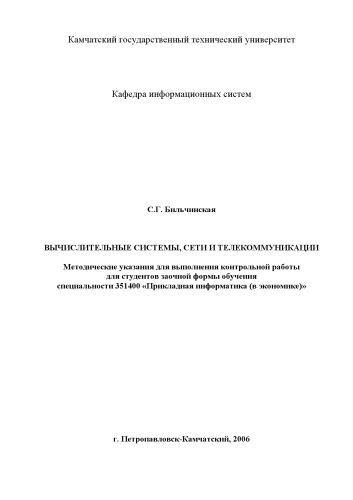 Камчатский государственный технический университет
Кафедра информационных систем
С.Г. Бильчинская
ВЫЧИСЛИТЕЛЬНЫЕ СИСТЕМЫ, СЕТИ И ТЕЛЕКОММУНИКАЦИИ
Методические указания для выполнения контрольной работы
для студентов заочной формы обучения
специальности 351400 «Прикладная информатика (в экономике)»
г. Петропавловск-Камчатский, 2006